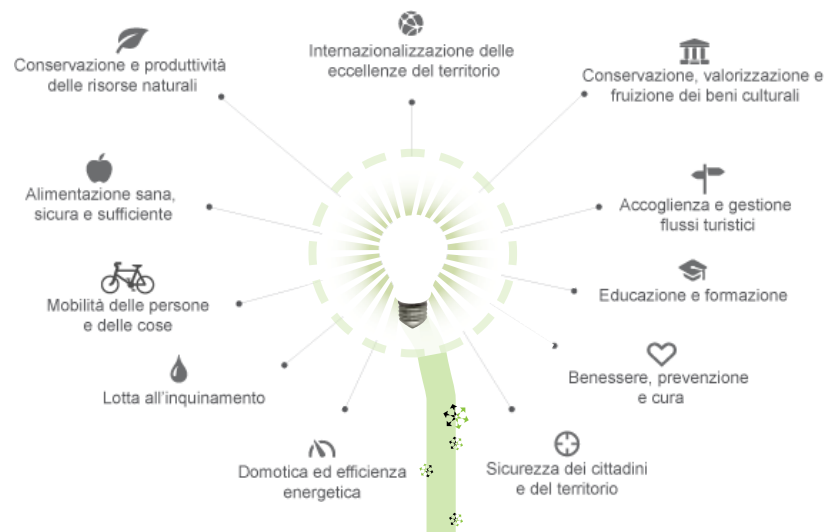 Internazionalizzazione delle
eccellenze del territorio
Conservazione e produttività
delle risorse naturali
Conservazione, valorizzazione e
fruizione dei beni culturali
Alimentazione sana,
sicura e sufficiente
Accoglienza e gestione
flussi turistici
Mobilità delle persone
e delle cose
Educazione e formazione
Lotta all'inquinamento
Benessere, prevenzione
e cura
Domotica ed efficienza
energetica
Sicurezza dei cittadini
e del territorio